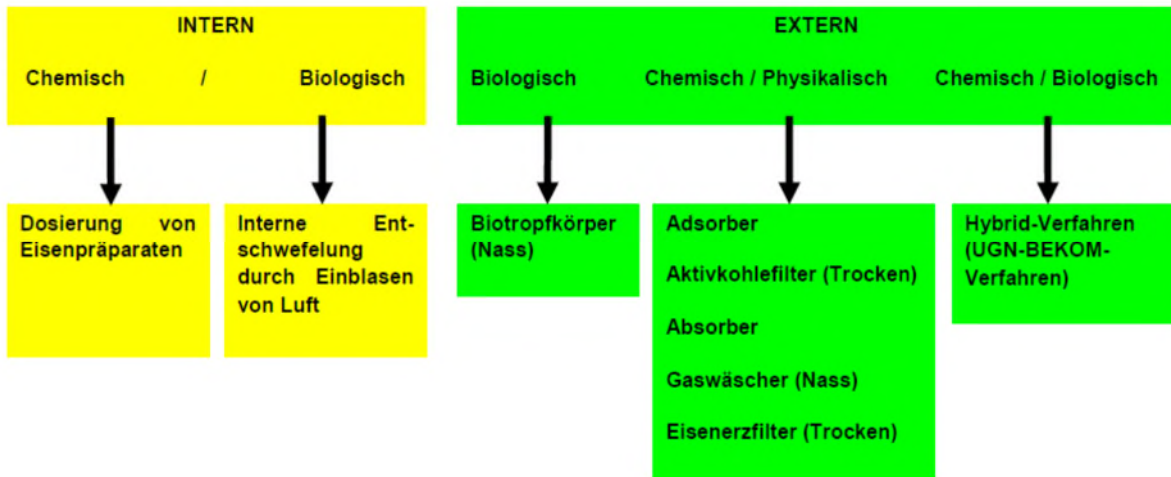 INTERN
Chemisch / Biologisch
EXTERN
Biologisch Chemisch / Physikalisch Chemisch / Biologisch
Dosierung von
Eisenpräparaten
Interne Ent-
schwefelung
durch Einblasen
von Luft
Biotropfkörper
(Nass)
Adsorber
Aktivkohlefilter (Trocken)
Absorber
Gaswäscher (Nass)
Eisenerzfilter (Trocken)
Hybrid-Verfahren
(UGN-BEKOM-
Verfahren)